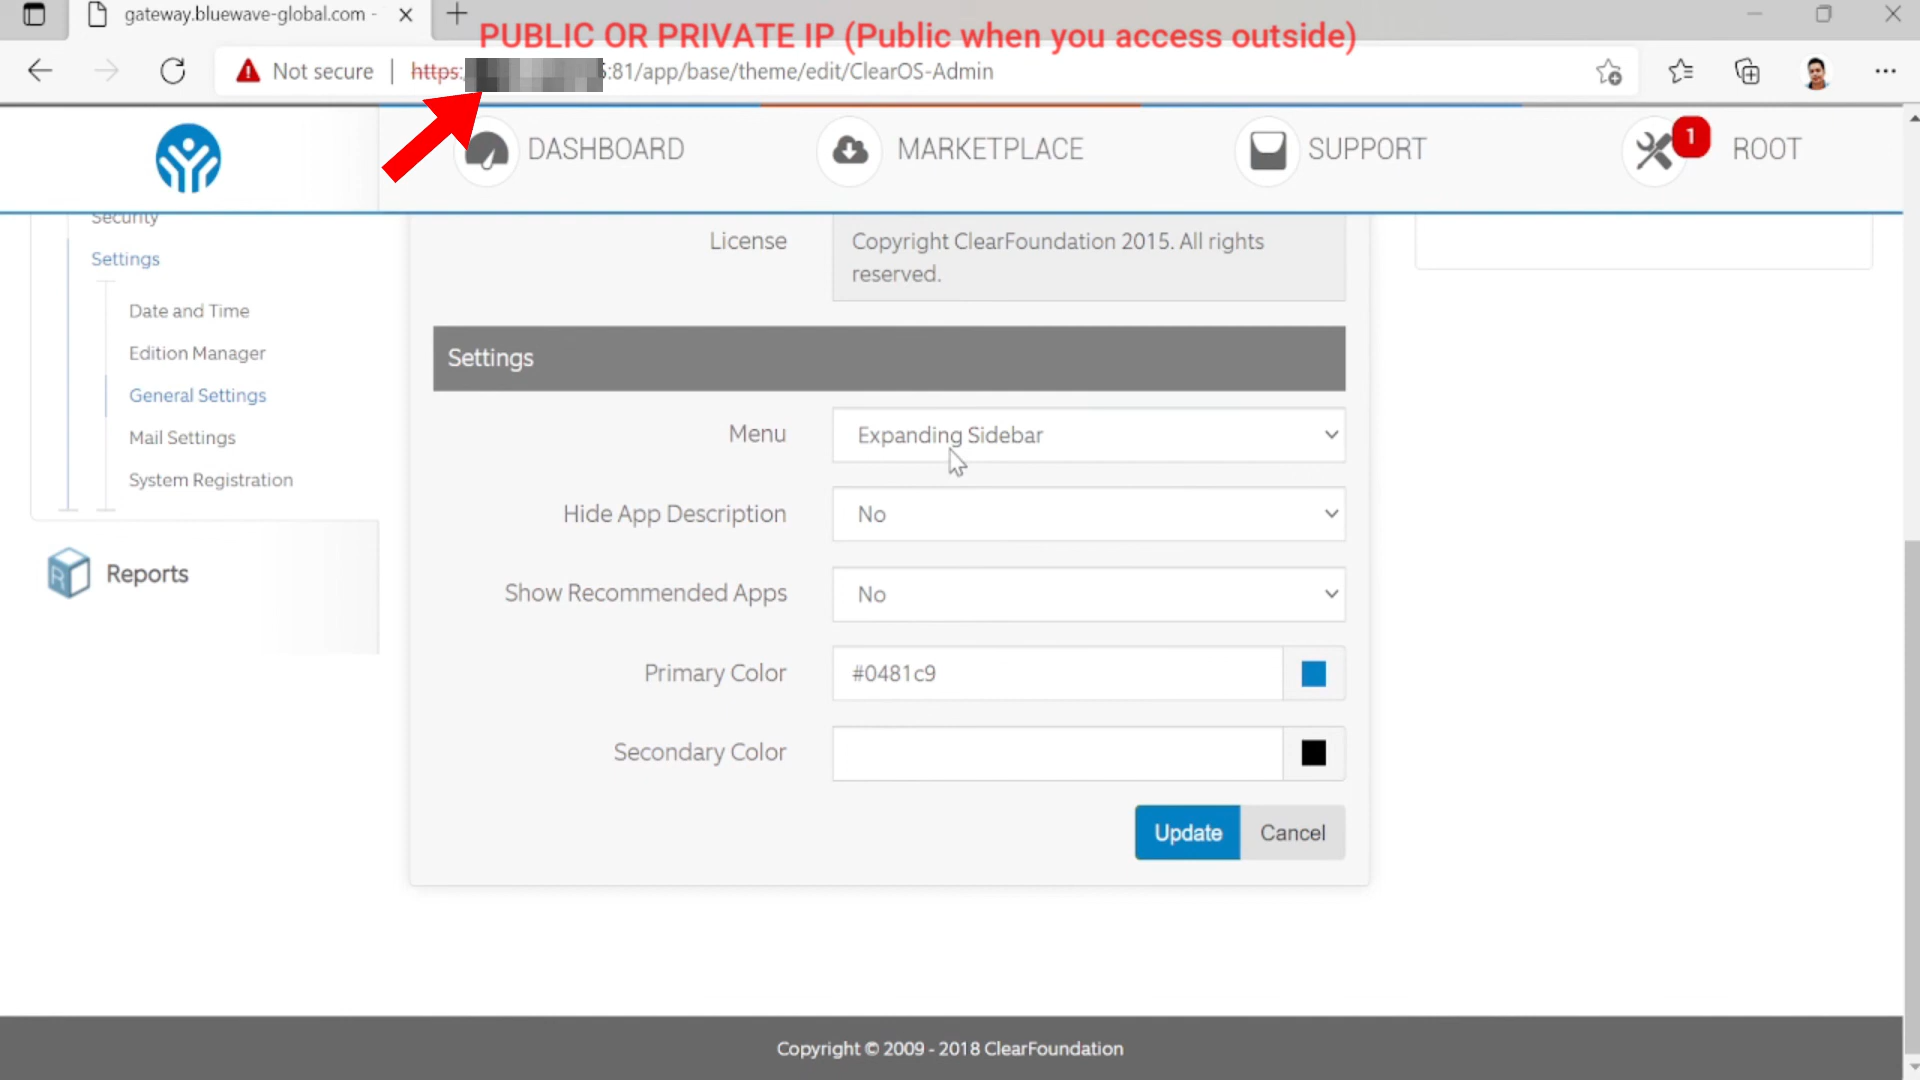 gateway.bluewave-global.com -
PUBLIC OR PRIVATE IP (Public when you access outside)
Not secure
https:
:81/app/base/theme/edit/ClearOS-Admin
DASHBOARD
MARKETPLACE
SUPPORT
1
ROOT
Security
Settings
Date and Time
Edition Manager
General Settings
Mail Settings
System Registration
Reports
License
Copyright ClearFoundation 2015. All rights
reserved.
Settings
Menu
Expanding Sidebar
Hide App Description
No
Show Recommended Apps
No
Primary Color
#0481c9
Secondary Color
Update
Cancel
Copyright © 2009 - 2018 ClearFoundation